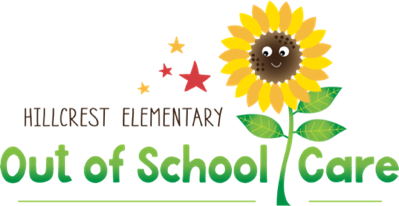 HILLCREST ELEMENTARY
Out of School Care